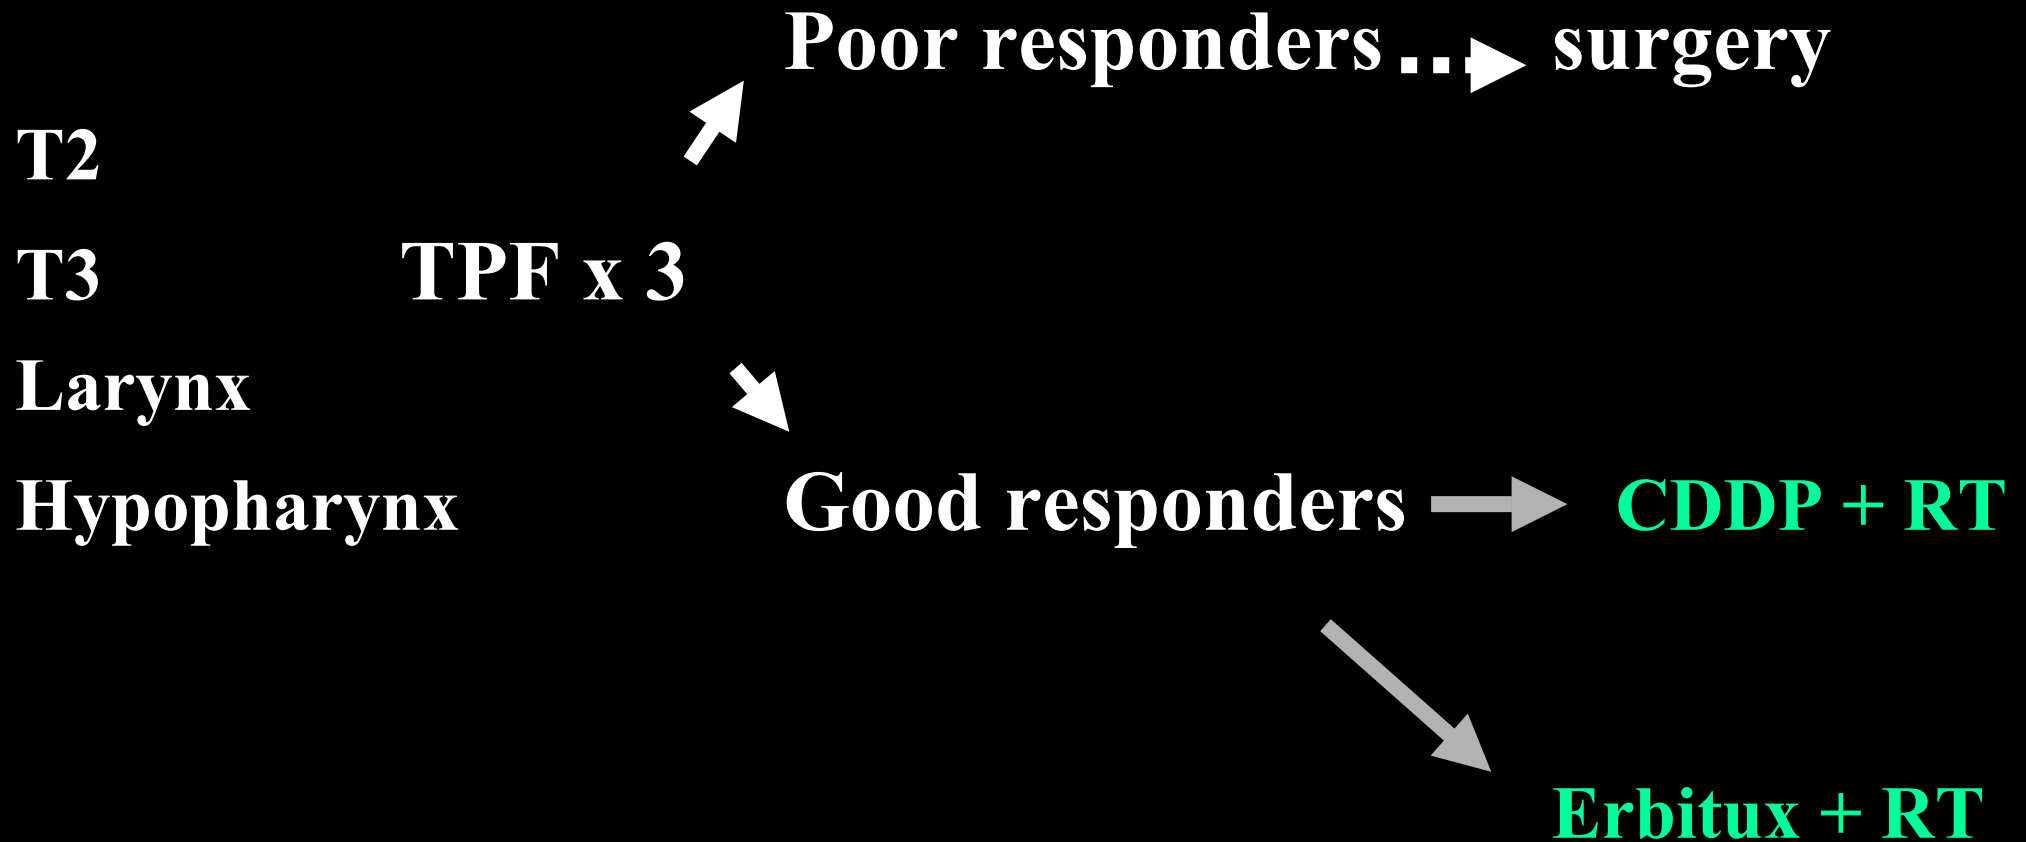 Poor responders
surgery
T2
T3
TPF x 3
Larynx
Hypopharynx
Good responders
CDDP + RT
Erbitux + RT